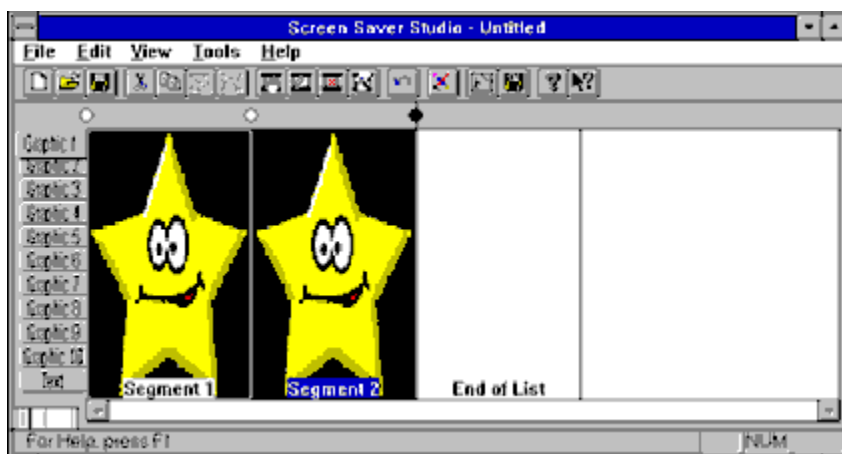 Screen Saver Studio - Untitled
File Edit View Tools Help
Graphic 1
Graphic 2
Graphic 3
Graphic 4
Graphic 5
Graphic 6
Graphic 7
Graphic 8
Graphic 9
Graphic 10
Text
Segment 1 Segment 2 End of List
For Help, press F1 NUM